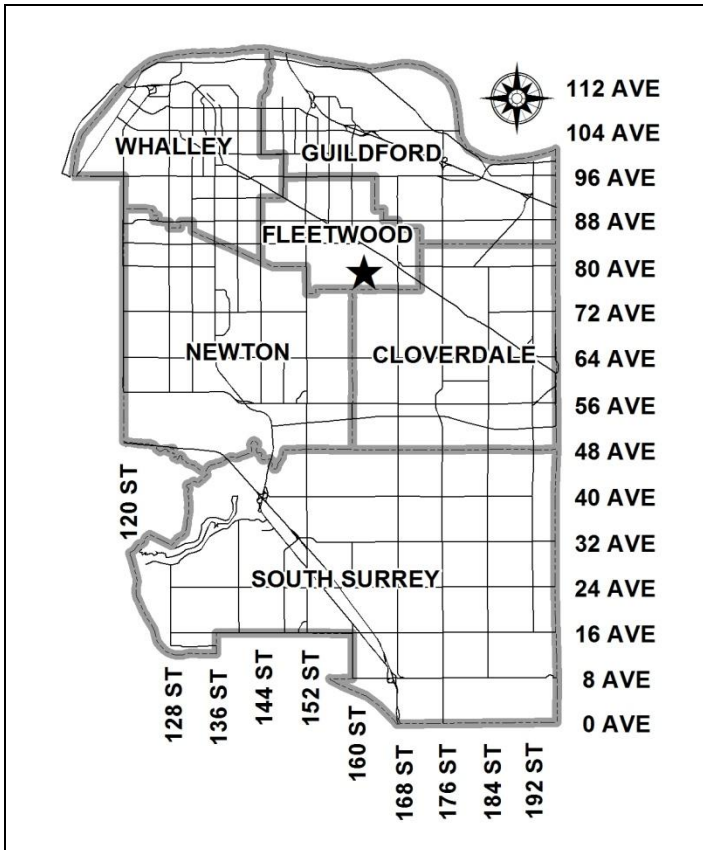 112 AVE
104 AVE
WHALLEY
GUILDFORD
96 AVE
88 AVE
FLEETWOOD
80 AVE
72 AVE
NEWTON
CLOVERDALE
64 AVE
56 AVE
48 AVE
120 ST
40 AVE
32 AVE
SOUTH SURREY
24 AVE
16 AVE
128 ST
136 ST
144 ST
152 ST
160 ST
8 AVE
0 AVE
168 ST
176 ST
184 ST
192 ST